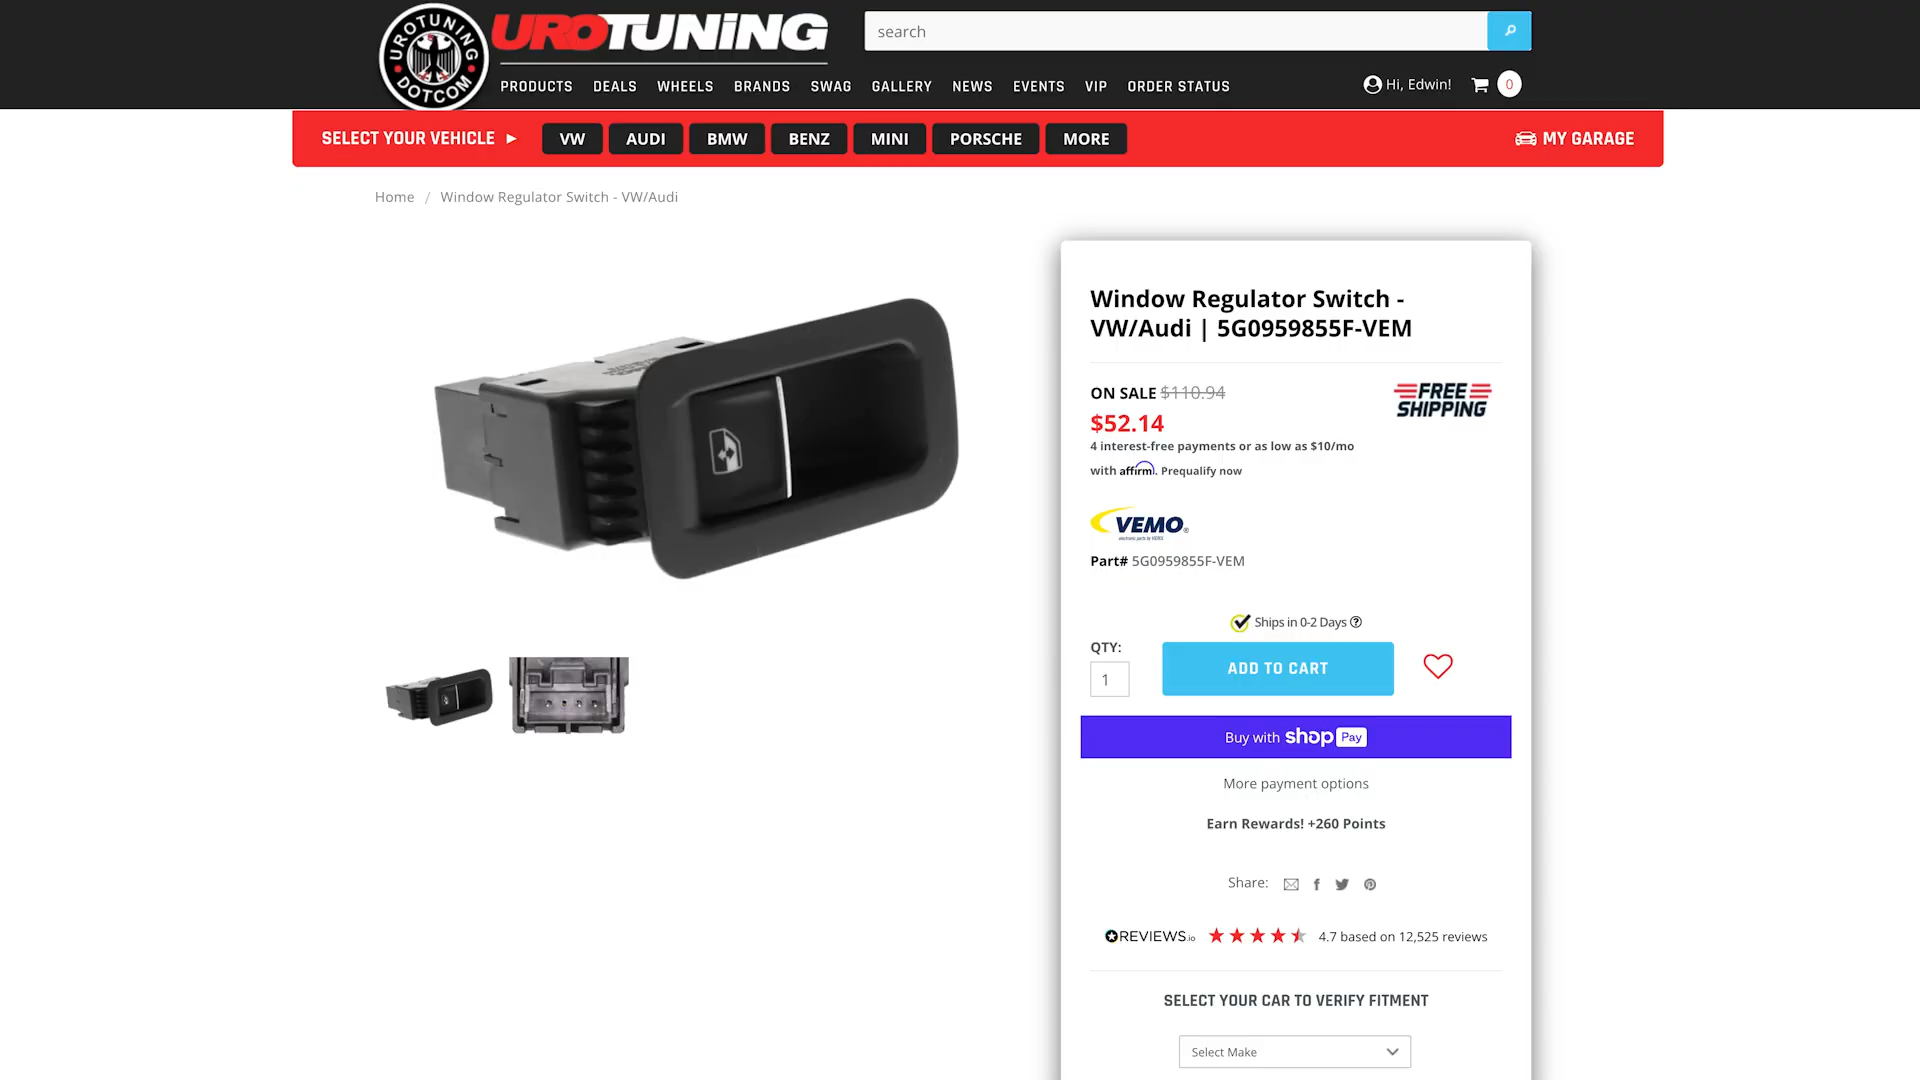 UROTUNING
DOTCOM
UROTUNING
search
PRODUCTS DEALS WHEELS BRANDS SWAG GALLERY NEWS EVENTS VIP ORDER STATUS
Hi, Edwin! 0
SELECT YOUR VEHICLE ►
VW AUDI BMW BENZ MINI PORSCHE MORE
MY GARAGE
Home / Window Regulator Switch - VW/Audi
Window Regulator Switch -
VW/Audi | 5G0959855F-VEM
ON SALE $110.94
$52.14
FREE
SHIPPING
4 interest-free payments or as low as $10/mo
with affirm. Prequalify now
VEMO®
Part# 5G0959855F-VEM
Ships in 0-2 Days ?
QTY:
1
ADD TO CART
Buy with shop Pay
More payment options
Earn Rewards! +260 Points
Share:
REVIEWS.io 4.7 based on 12,525 reviews
SELECT YOUR CAR TO VERIFY FITMENT
Select Make